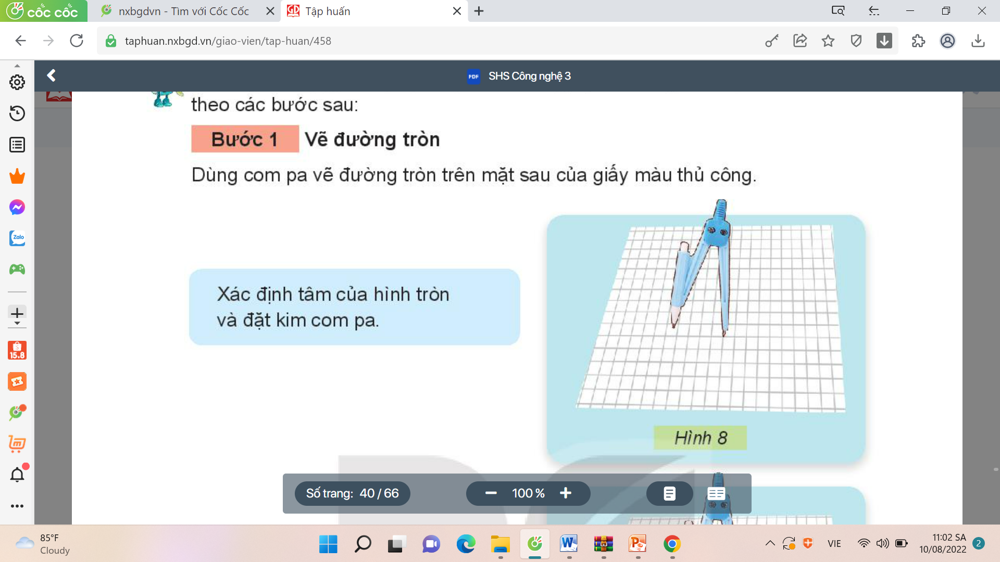 cốc cốc
nxbgdvn - Tìm với Cốc Cốc
Tập huấn
taphuan.nxbgd.vn/giao-vien/tap-huan/458
PDF
SHS Công nghệ 3
theo các bước sau:
Bước 1 Vẽ đường tròn
Dùng com pa vẽ đường tròn trên mặt sau của giấy màu thủ công.
Xác định tâm của hình tròn
và đặt kim com pa.
Hình 8
Zalo
15.8
Số trang: 40 / 66
100 %
85°F
Cloudy
VIE
11:02 SA
10/08/2022
2